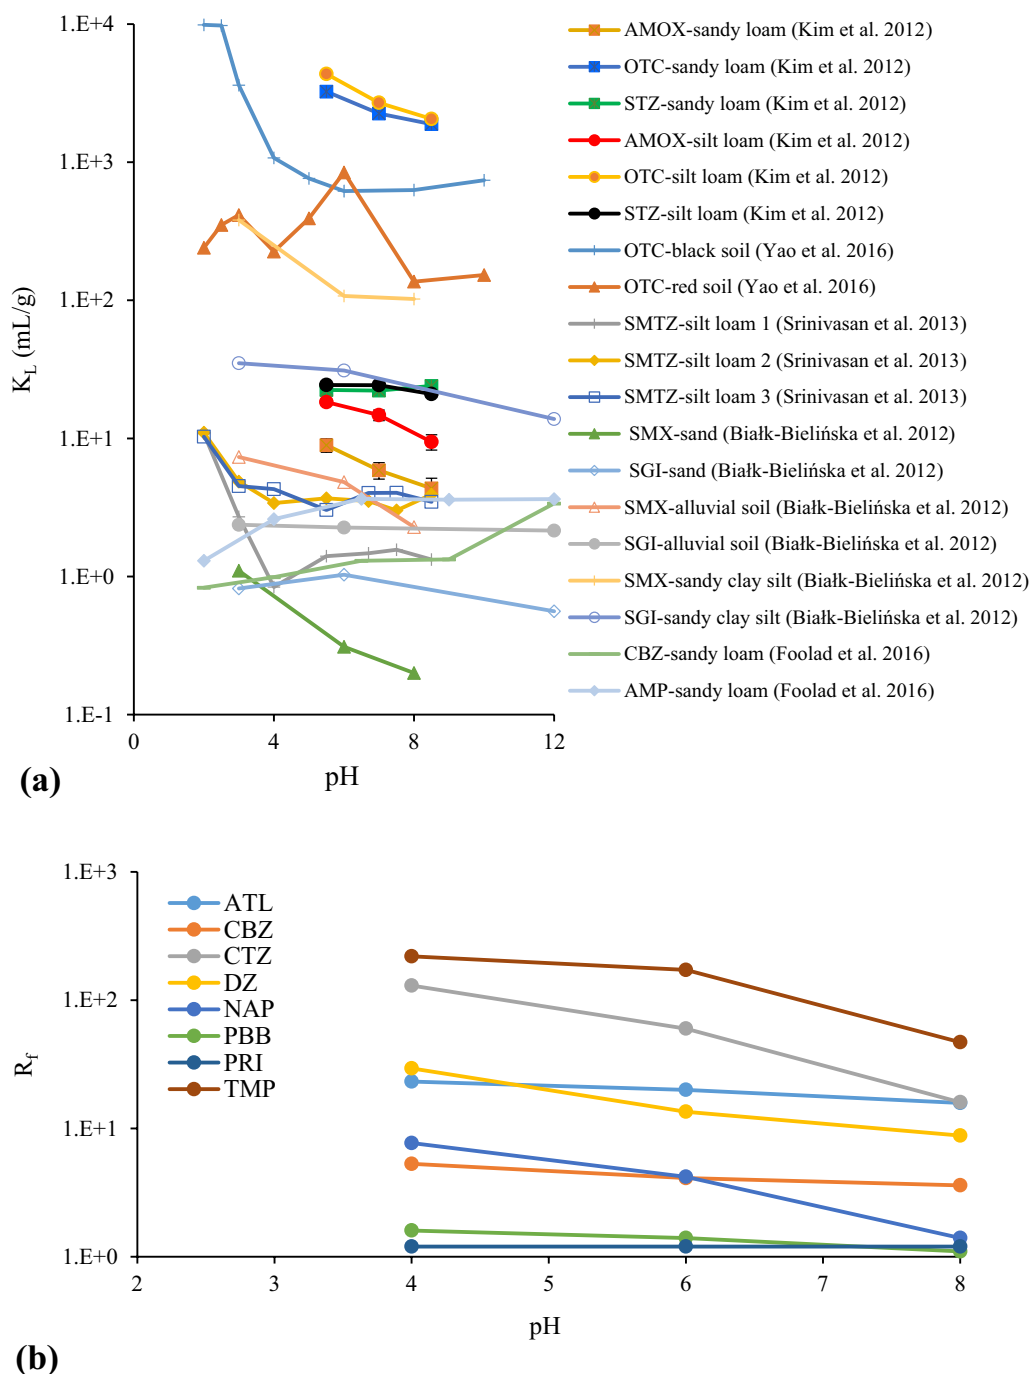 1.E+4
1.E+3
1.E+2
1.E+1
1.E+0
1.E-1
K_L (mL/g)
0 4 8 12
pH
(a)
AMOX-sandy loam (Kim et al. 2012)
OTC-sandy loam (Kim et al. 2012)
STZ-sandy loam (Kim et al. 2012)
AMOX-silt loam (Kim et al. 2012)
OTC-silt loam (Kim et al. 2012)
STZ-silt loam (Kim et al. 2012)
OTC-black soil (Yao et al. 2016)
OTC-red soil (Yao et al. 2016)
SMTZ-silt loam 1 (Srinivasan et al. 2013)
SMTZ-silt loam 2 (Srinivasan et al. 2013)
SMTZ-silt loam 3 (Srinivasan et al. 2013)
SMX-sand (Białk-Bielińska et al. 2012)
SGI-sand (Białk-Bielińska et al. 2012)
SMX-alluvial soil (Białk-Bielińska et al. 2012)
SGI-alluvial soil (Białk-Bielińska et al. 2012)
SMX-sandy clay silt (Białk-Bielińska et al. 2012)
SGI-sandy clay silt (Białk-Bielińska et al. 2012)
CBZ-sandy loam (Foolad et al. 2016)
AMP-sandy loam (Foolad et al. 2016)
1.E+3
1.E+2
1.E+1
1.E+0
R_f
ATL
CBZ
CTZ
DZ
NAP
PBB
PRI
TMP
2 3 4 5 6 7 8
pH
(b)